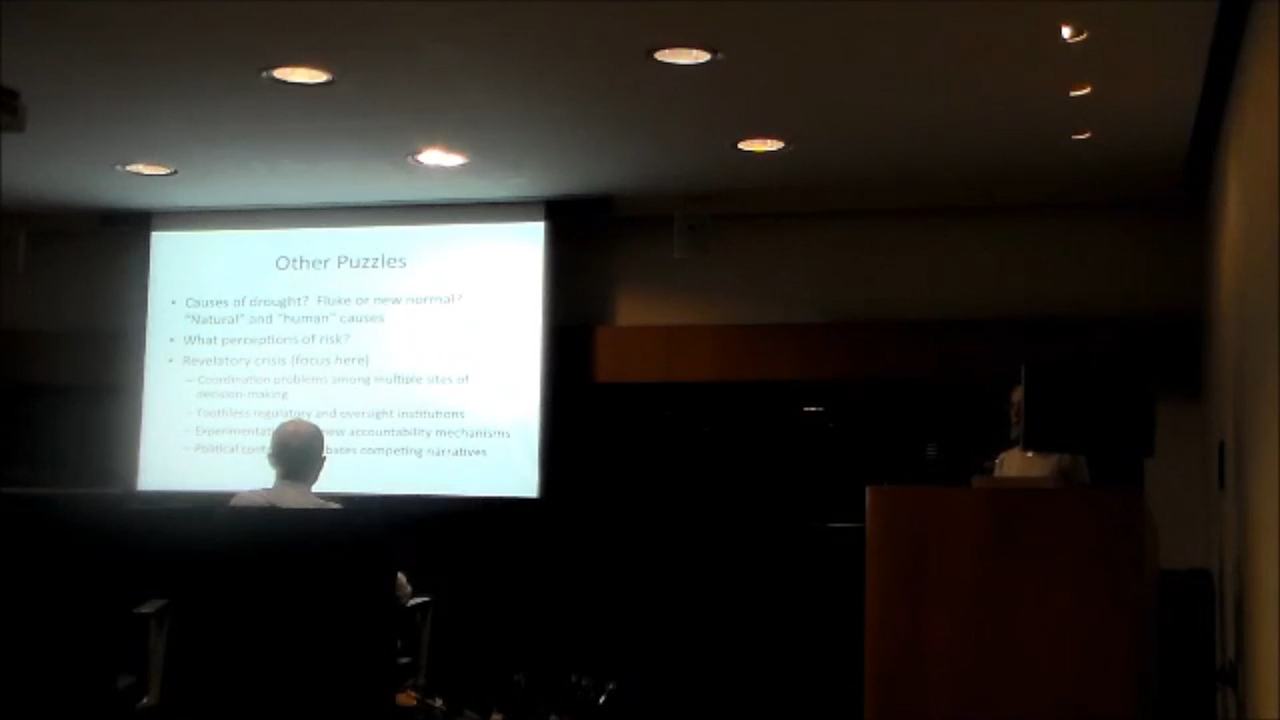 Other Puzzles
• Causes of drought? Fluke or new normal?
"Natural" and "human" causes
• What perceptions of risk?
• Revelatory crisis (focus here)
– Coordination problems among multiple sites of
decision-making
– Toothless regulatory and oversight institutions
– new accountability mechanisms
– Political competing narratives